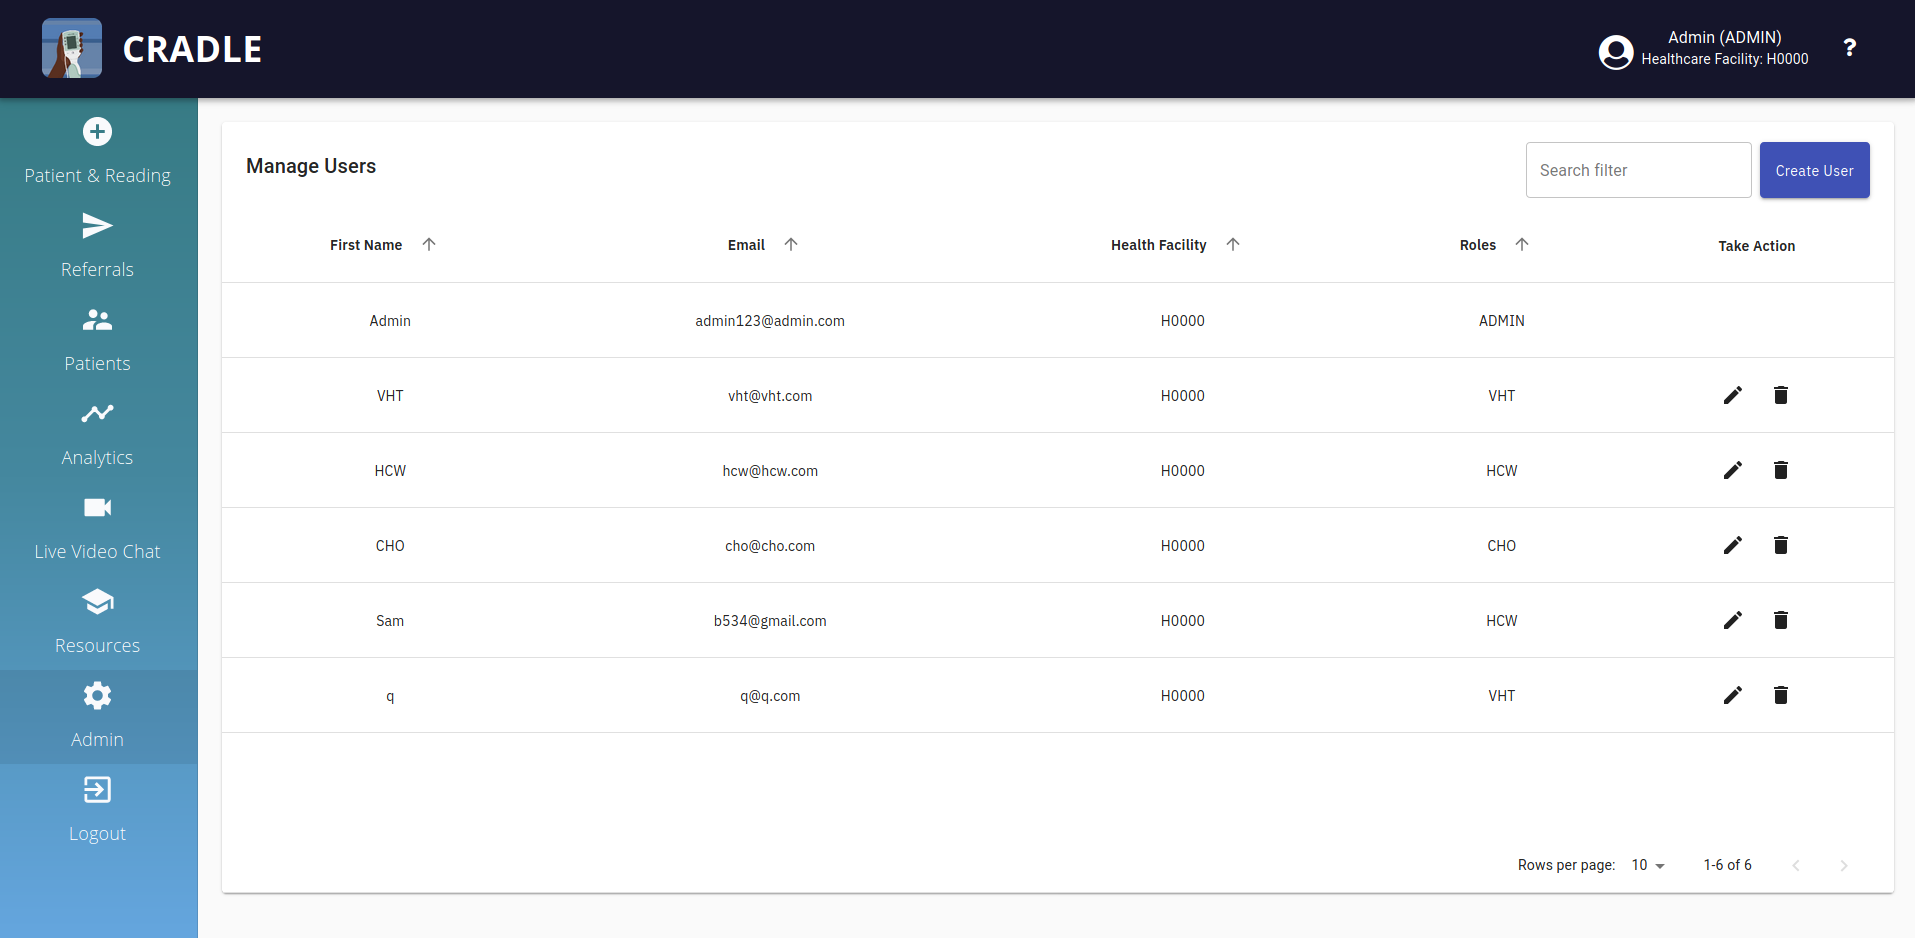 CRADLE
Admin (ADMIN)
Healthcare Facility: H0000
?
Patient & Reading
Referrals
Patients
Analytics
Live Video Chat
Resources
Admin
Logout
Manage Users
Search filter
Create User
First Name Email Health Facility Roles Take Action
Admin admin123@admin.com H0000 ADMIN
VHT vht@vht.com H0000 VHT
HCW hcw@hcw.com H0000 HCW
CHO cho@cho.com H0000 CHO
Sam b534@gmail.com H0000 HCW
q q@q.com H0000 VHT
Rows per page: 10 1-6 of 6